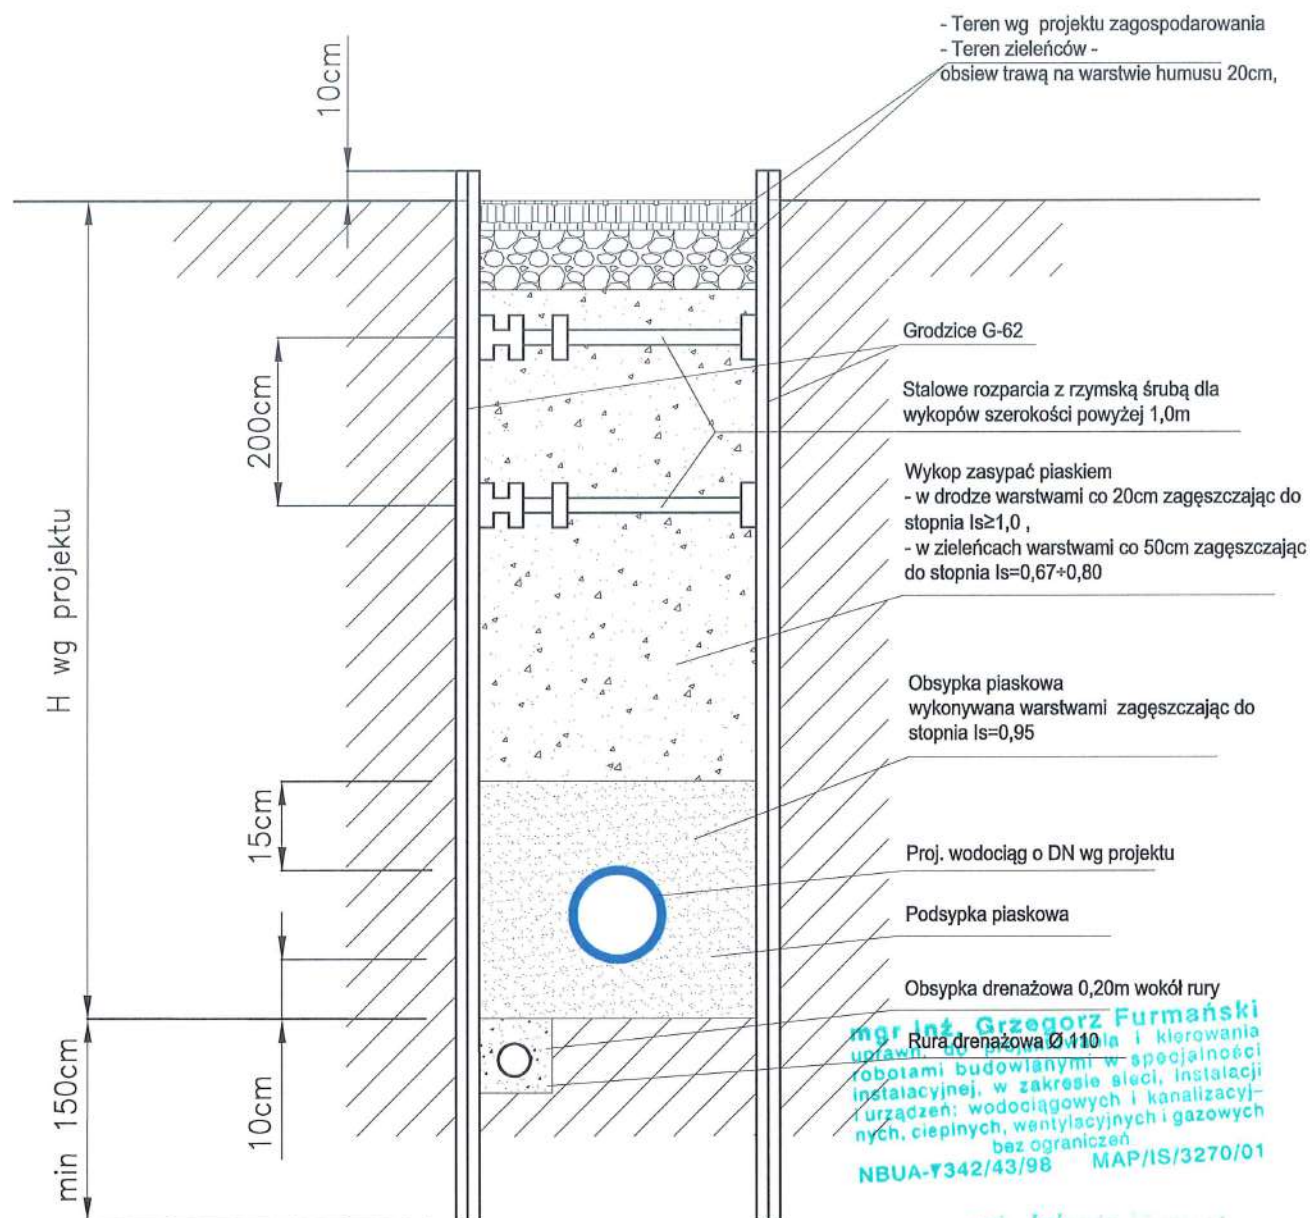 - Teren wg projektu zagospodarowania
- Teren zieleńców -
obsiew trawą na warstwie humusu 20cm,
10cm
Grodzice G-62
200cm
Stalowe rozparcia z rzymską śrubą dla
wykopów szerokości powyżej 1,0m
Wykop zasypać piaskiem
- w drodze warstwami co 20cm zagęszczając do
stopnia Is≥1,0 ,
- w zieleńcach warstwami co 50cm zagęszczając
do stopnia Is=0,67÷0,80
H wg projektu
Obsypka piaskowa
wykonywana warstwami zagęszczając do
stopnia Is=0,95
15cm
Proj. wodociąg o DN wg projektu
Podsypka piaskowa
Obsypka drenażowa 0,20m wokół rury
Rura drenażowa Ø 110
10cm
min 150cm
mgr inż. Grzegorz Furmański
uprawn. do projektowania i kierowania
robotami budowlanymi w specjalności
instalacyjnej, w zakresie sieci, instalacji
i urządzeń: wodociągowych i kanalizacyj-
nych, cieplnych, wentylacyjnych i gazowych
bez ograniczeń
NBUA-7342/43/98 MAP/IS/3270/01